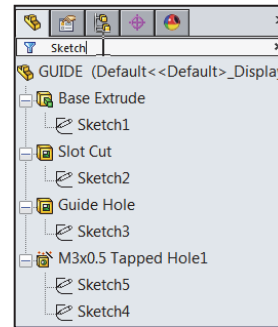 Sketch
GUIDE (Default<<Default>_Display
Base Extrude
Sketch1
Slot Cut
Sketch2
Guide Hole
Sketch3
M3x0.5 Tapped Hole1
Sketch5
Sketch4